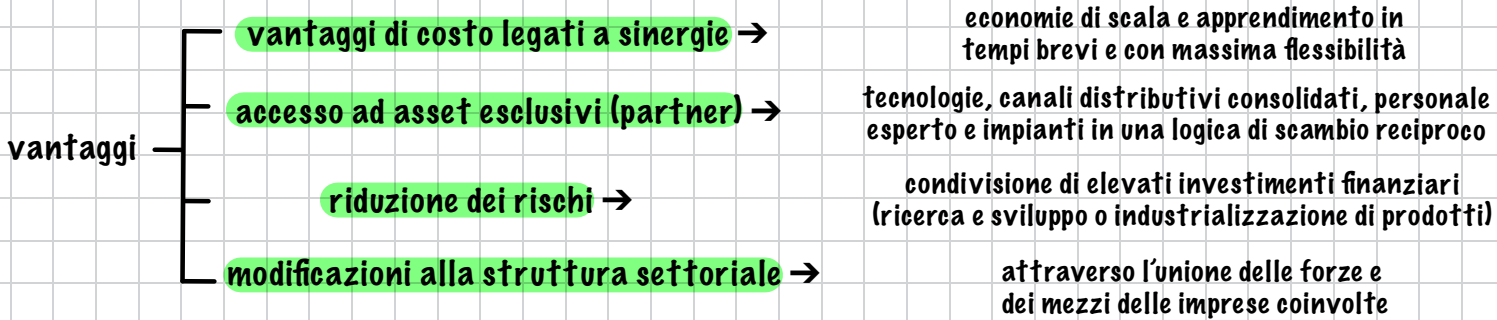 vantaggi
vantaggi di costo legati a sinergie →
economie di scala e apprendimento in
tempi brevi e con massima flessibilità
accesso ad asset esclusivi (partner) →
tecnologie, canali distributivi consolidati, personale
esperto e impianti in una logica di scambio reciproco
riduzione dei rischi →
condivisione di elevati investimenti finanziari
(ricerca e sviluppo o industrializzazione di prodotti)
modificazioni alla struttura settoriale →
attraverso l'unione delle forze e
dei mezzi delle imprese coinvolte